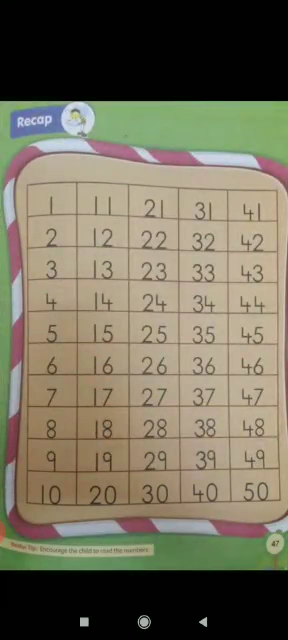 Recap
1 11 21 31 41
2 12 22 32 42
3 13 23 33 43
4 14 24 34 44
5 15 25 35 45
6 16 26 36 46
7 17 27 37 47
8 18 28 38 48
9 19 29 39 49
10 20 30 40 50
Tip: Encourage the child to read the numbers
47